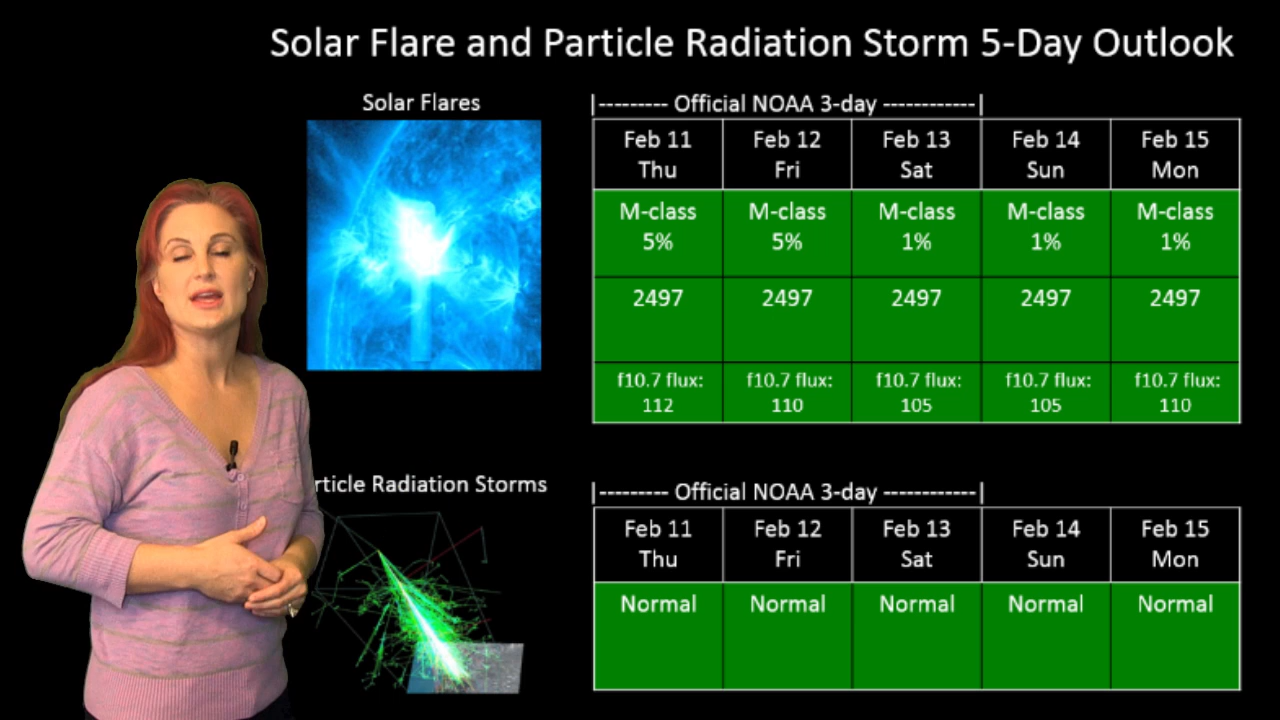 Solar Flare and Particle Radiation Storm 5-Day Outlook
Solar Flares
|--------- Official NOAA 3-day ------------|
Feb 11 Feb 12 Feb 13 Feb 14 Feb 15
Thu Fri Sat Sun Mon
M-class M-class M-class M-class M-class
5% 5% 1% 1% 1%
2497 2497 2497 2497 2497
f10.7 flux: f10.7 flux: f10.7 flux: f10.7 flux: f10.7 flux:
112 110 105 105 110
rticle Radiation Storms
|--------- Official NOAA 3-day ------------|
Feb 11 Feb 12 Feb 13 Feb 14 Feb 15
Thu Fri Sat Sun Mon
Normal Normal Normal Normal Normal